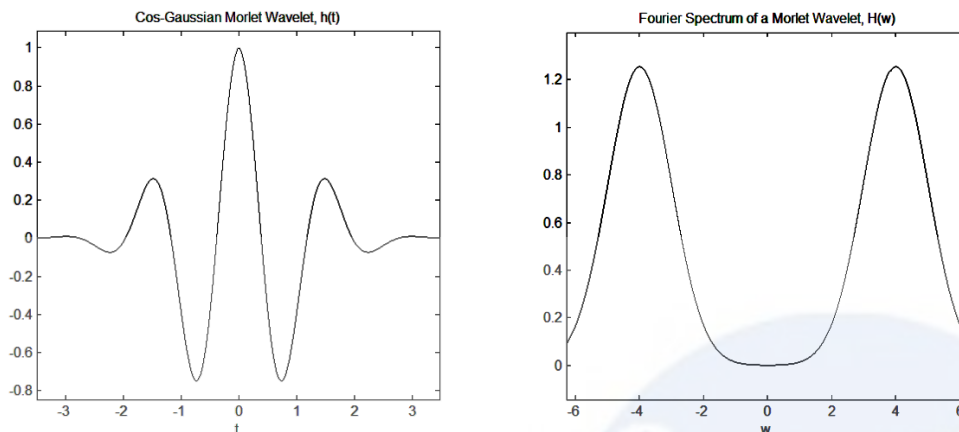 Cos-Gaussian Morlet Wavelet, h(t)
1
0.8
0.6
0.4
0.2
0
-0.2
-0.4
-0.6
-0.8
-3 -2 -1 0 1 2 3
t
Fourier Spectrum of a Morlet Wavelet, H(w)
1.2
1
0.8
0.6
0.4
0.2
0
-6 -4 -2 0 2 4 6
w